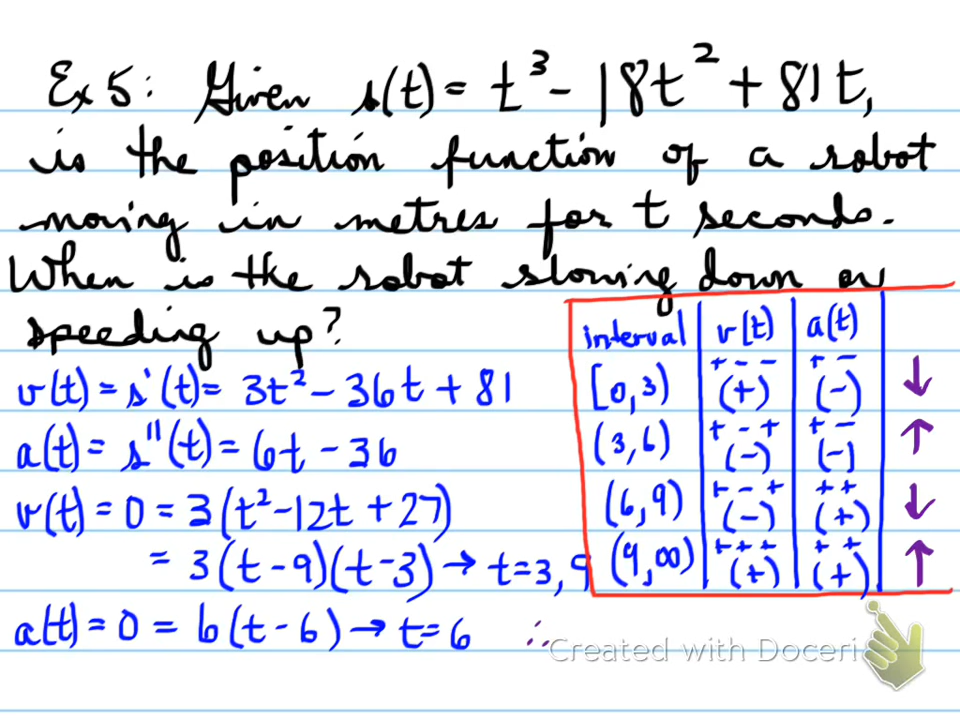 Ex 5: Given s(t) = t³ - 18t² + 81t,
is the position function of a robot
moving in metres for t seconds.
When is the robot slowing down or
speeding up?
v(t) = s'(t) = 3t² - 36t + 81
a(t) = s''(t) = 6t - 36
v(t) = 0 = 3(t² - 12t + 27)
= 3(t - 9)(t - 3) → t = 3, 9
a(t) = 0 = 6(t - 6) → t = 6 ∴
interval v(t) a(t)
+ - - + -
[0, 3) (+) (-) ↓
+ - + + -
(3, 6) (-) (-) ↑
+ - + + +
(6, 9) (-) (+) ↓
+ + + + +
(9, ∞) (+) (+) ↑
Created with Doceri